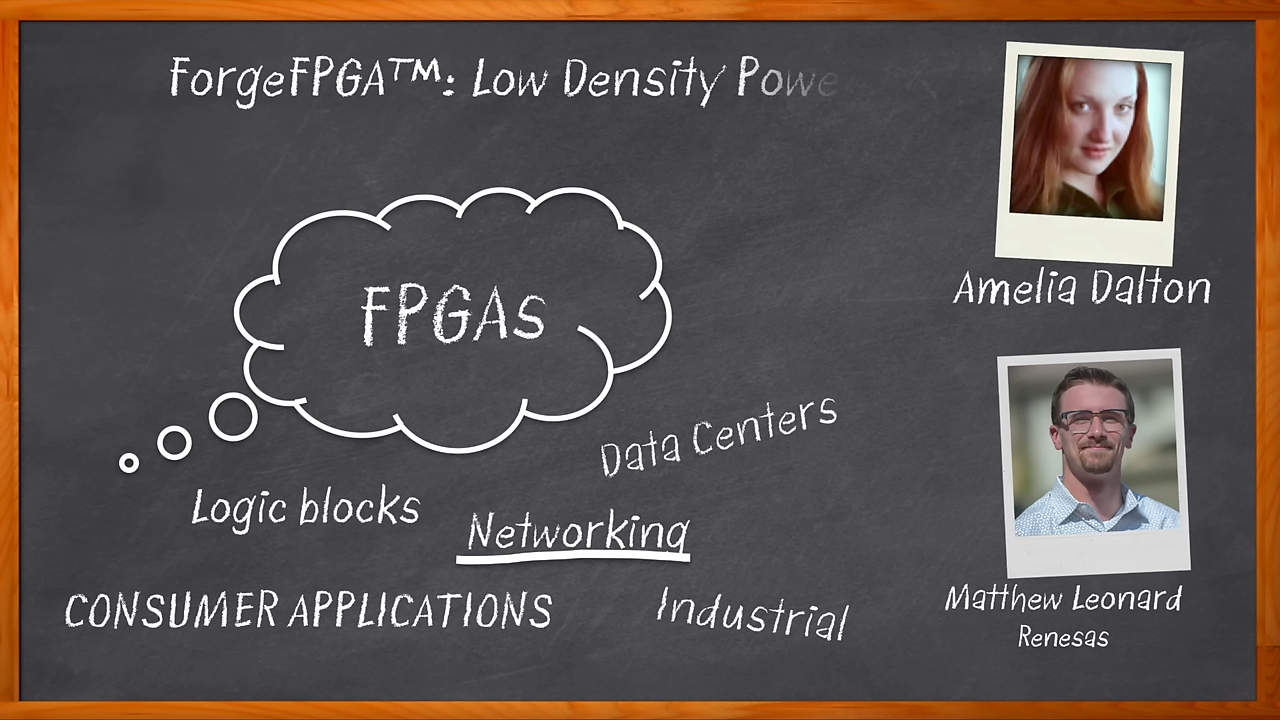 ForgeFPGA™: Low Density Powe
Amelia Dalton
FPGAs
Data Centers
Logic blocks
Networking
CONSUMER APPLICATIONS
Industrial
Matthew Leonard
Renesas